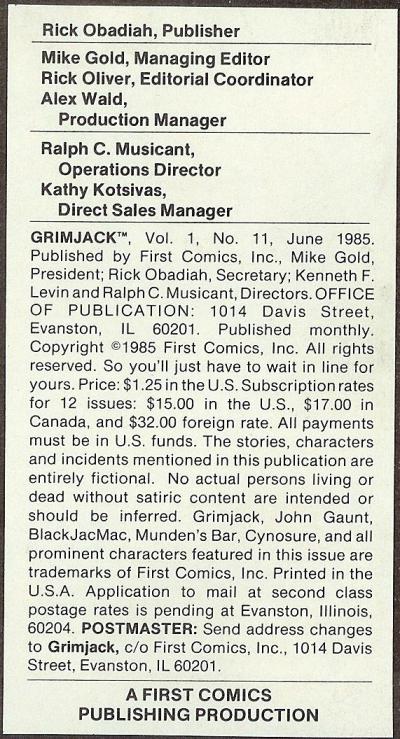 Rick Obadiah, Publisher
Mike Gold, Managing Editor
Rick Oliver, Editorial Coordinator
Alex Wald,
Production Manager
Ralph C. Musicant,
Operations Director
Kathy Kotsivas,
Direct Sales Manager
GRIMJACK™, Vol. 1, No. 11, June 1985.
Published by First Comics, Inc., Mike Gold,
President; Rick Obadiah, Secretary; Kenneth F.
Levin and Ralph C. Musicant, Directors. OFFICE
OF PUBLICATION: 1014 Davis Street,
Evanston, IL 60201. Published monthly.
Copyright ©1985 First Comics, Inc. All rights
reserved. So you'll just have to wait in line for
yours. Price: $1.25 in the U.S. Subscription rates
for 12 issues: $15.00 in the U.S., $17.00 in
Canada, and $32.00 foreign rate. All payments
must be in U.S. funds. The stories, characters
and incidents mentioned in this publication are
entirely fictional. No actual persons living or
dead without satiric content are intended or
should be inferred. Grimjack, John Gaunt,
BlackJacMac, Munden's Bar, Cynosure, and all
prominent characters featured in this issue are
trademarks of First Comics, Inc. Printed in the
U.S.A. Application to mail at second class
postage rates is pending at Evanston, Illinois,
60204. POSTMASTER: Send address changes
to Grimjack, c/o First Comics, Inc., 1014 Davis
Street, Evanston, IL 60201.
A FIRST COMICS
PUBLISHING PRODUCTION